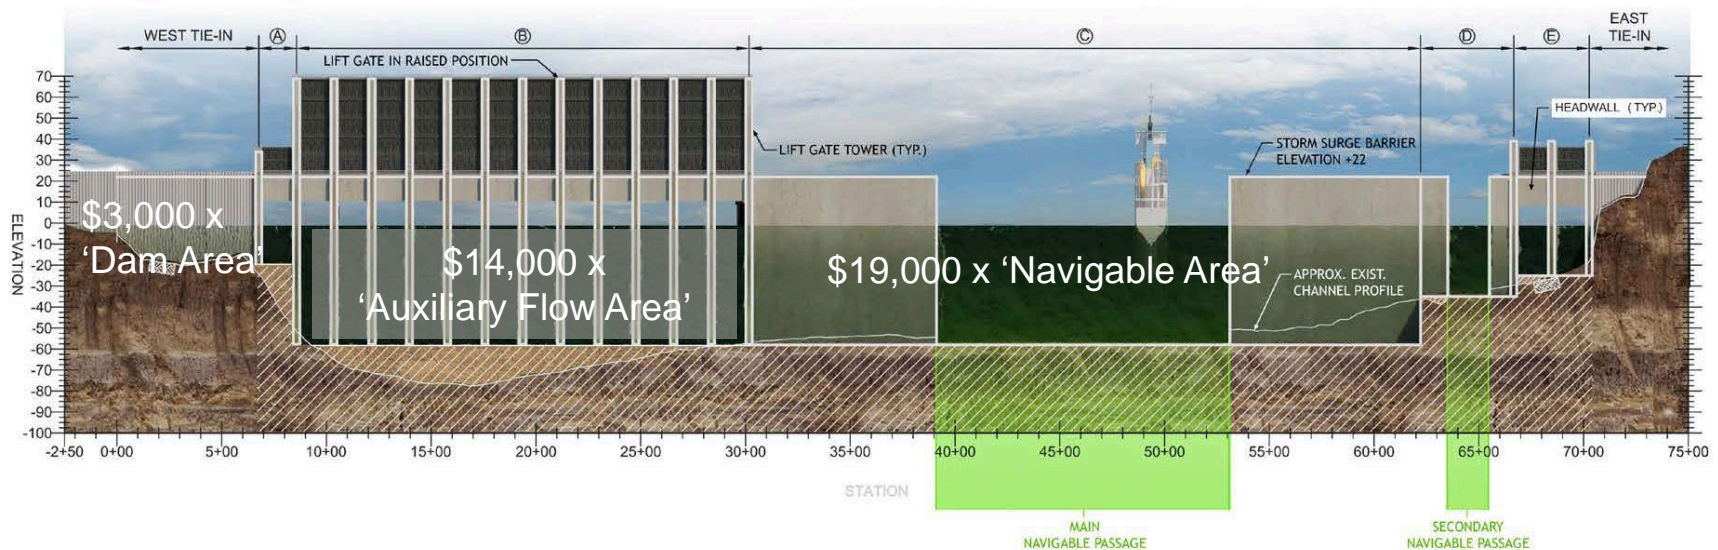 WEST TIE-IN
Ⓐ
Ⓑ
Ⓒ
Ⓓ
Ⓔ
EAST
TIE-IN
LIFT GATE IN RAISED POSITION
HEADWALL (TYP.)
LIFT GATE TOWER (TYP.)
STORM SURGE BARRIER
ELEVATION +22
ELEVATION
70
60
50
40
30
20
10
0
-10
-20
-30
-40
-50
-60
-70
-80
-90
-100
$3,000 x
‘Dam Area’
$14,000 x
‘Auxiliary Flow Area’
$19,000 x ‘Navigable Area’
APPROX. EXIST.
CHANNEL PROFILE
-2+50 0+00 5+00 10+00 15+00 20+00 25+00 30+00 35+00 40+00 45+00 50+00 55+00 60+00 65+00 70+00 75+00
STATION
MAIN
NAVIGABLE PASSAGE
SECONDARY
NAVIGABLE PASSAGE